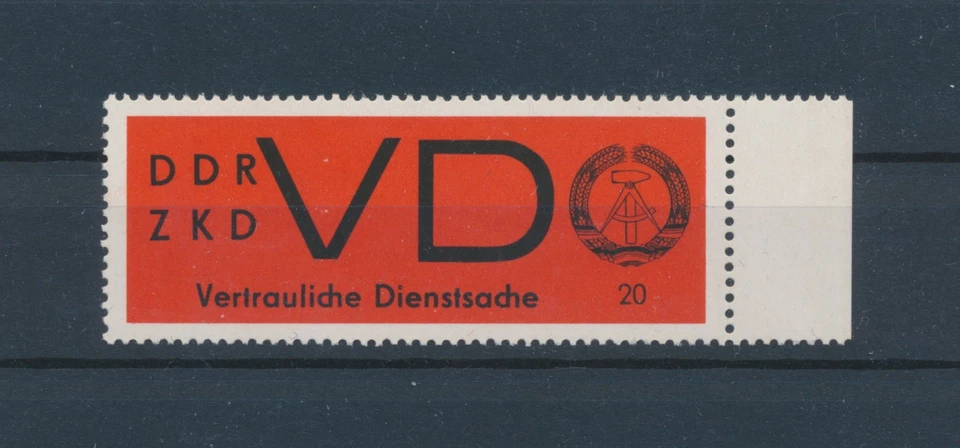 DDR
ZKD
VD
Vertrauliche Dienstsache
20